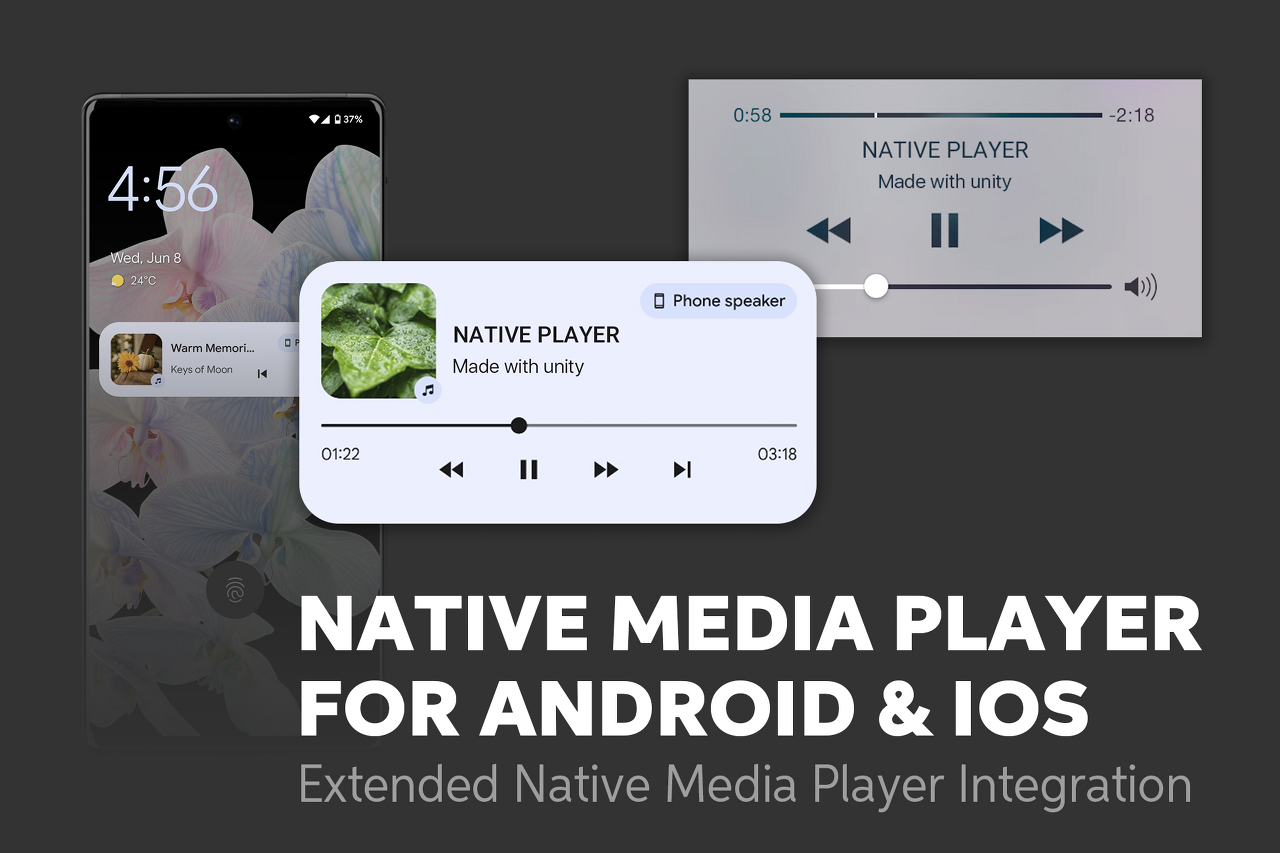 37%
4:56
Wed, Jun 8
24°C
Warm Memori...
Keys of Moon
0:58
-2:18
NATIVE PLAYER
Made with unity
Phone speaker
NATIVE PLAYER
Made with unity
01:22
03:18
NATIVE MEDIA PLAYER
FOR ANDROID & IOS
Extended Native Media Player Integration